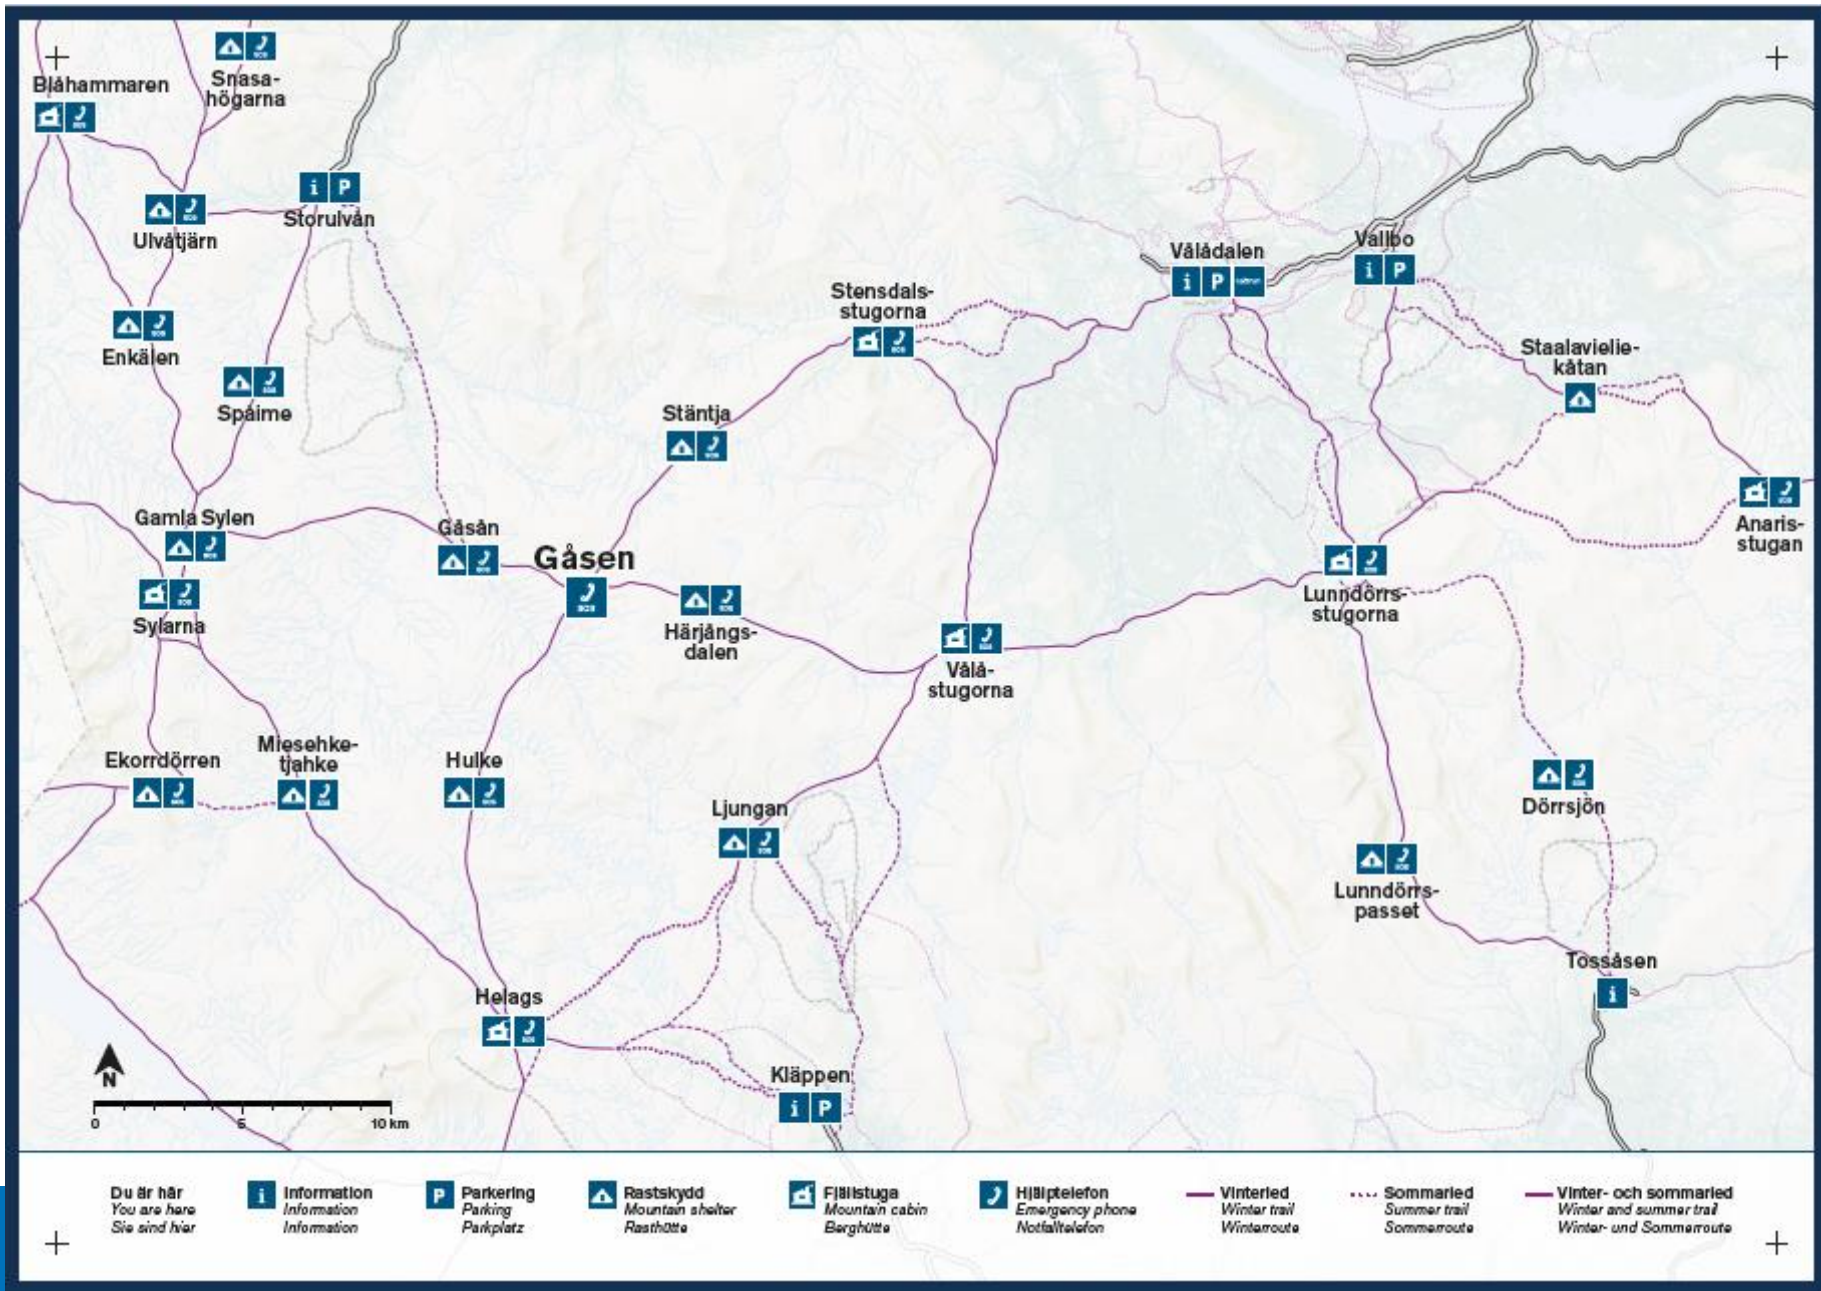 Blåhammaren
Snasa-
högarna
Storulvån
Ulvåtjärn
Enkälen
Spåime
Stensdals-
stugorna
Vålådalen
Vallbo
Staalavielie-
kåtan
Stäntja
Gamla Sylen
Gåsån
Gåsen
Anaris-
stugan
Sylarna
Härjångs-
dalen
Lunndörrs-
stugorna
Vålå-
stugorna
Ekorrdörren
Miesehke-
tjahke
Hulke
Ljungan
Dörrsjön
Lunndörrs-
passet
Tossåsen
Helags
Kläppen
N
0 5 10 km
Du är här
You are here
Sie sind hier
i
Information
Information
Information
P
Parkering
Parking
Parkplatz
Rastskydd
Mountain shelter
Rasthütte
Fjällstuga
Mountain cabin
Berghütte
Hjälptelefon
Emergency phone
Notfalltelefon
Vinterled
Winter trail
Winterroute
Sommarled
Summer trail
Sommerroute
Vinter- och sommarled
Winter and summer trail
Winter- und Sommerroute